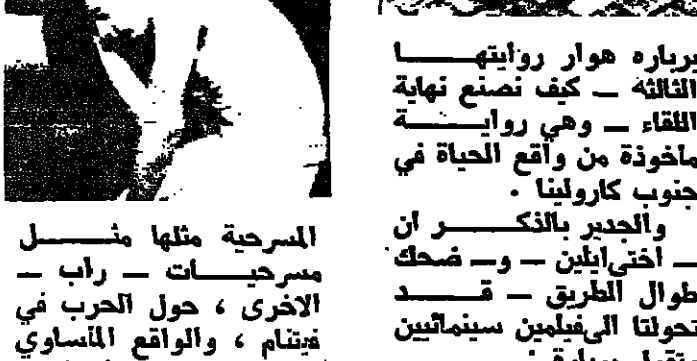 برباره هوار روايتها
الثالثه — كيف نصنع نهاية
اللقاء — وهي رواية
ماخوذة من واقع الحياة في
جنوب كارولينا .
والجدير بالذكر ان
— اختي ايلين — و — ضحك
طوال الطريق — قد
تحولتا الى فيلمين سينمائيين
المسرحية مثلها مثل
مسرحيات — راب —
الاخرى ، حول الحرب في
فيتنام ، والواقع المأساوي